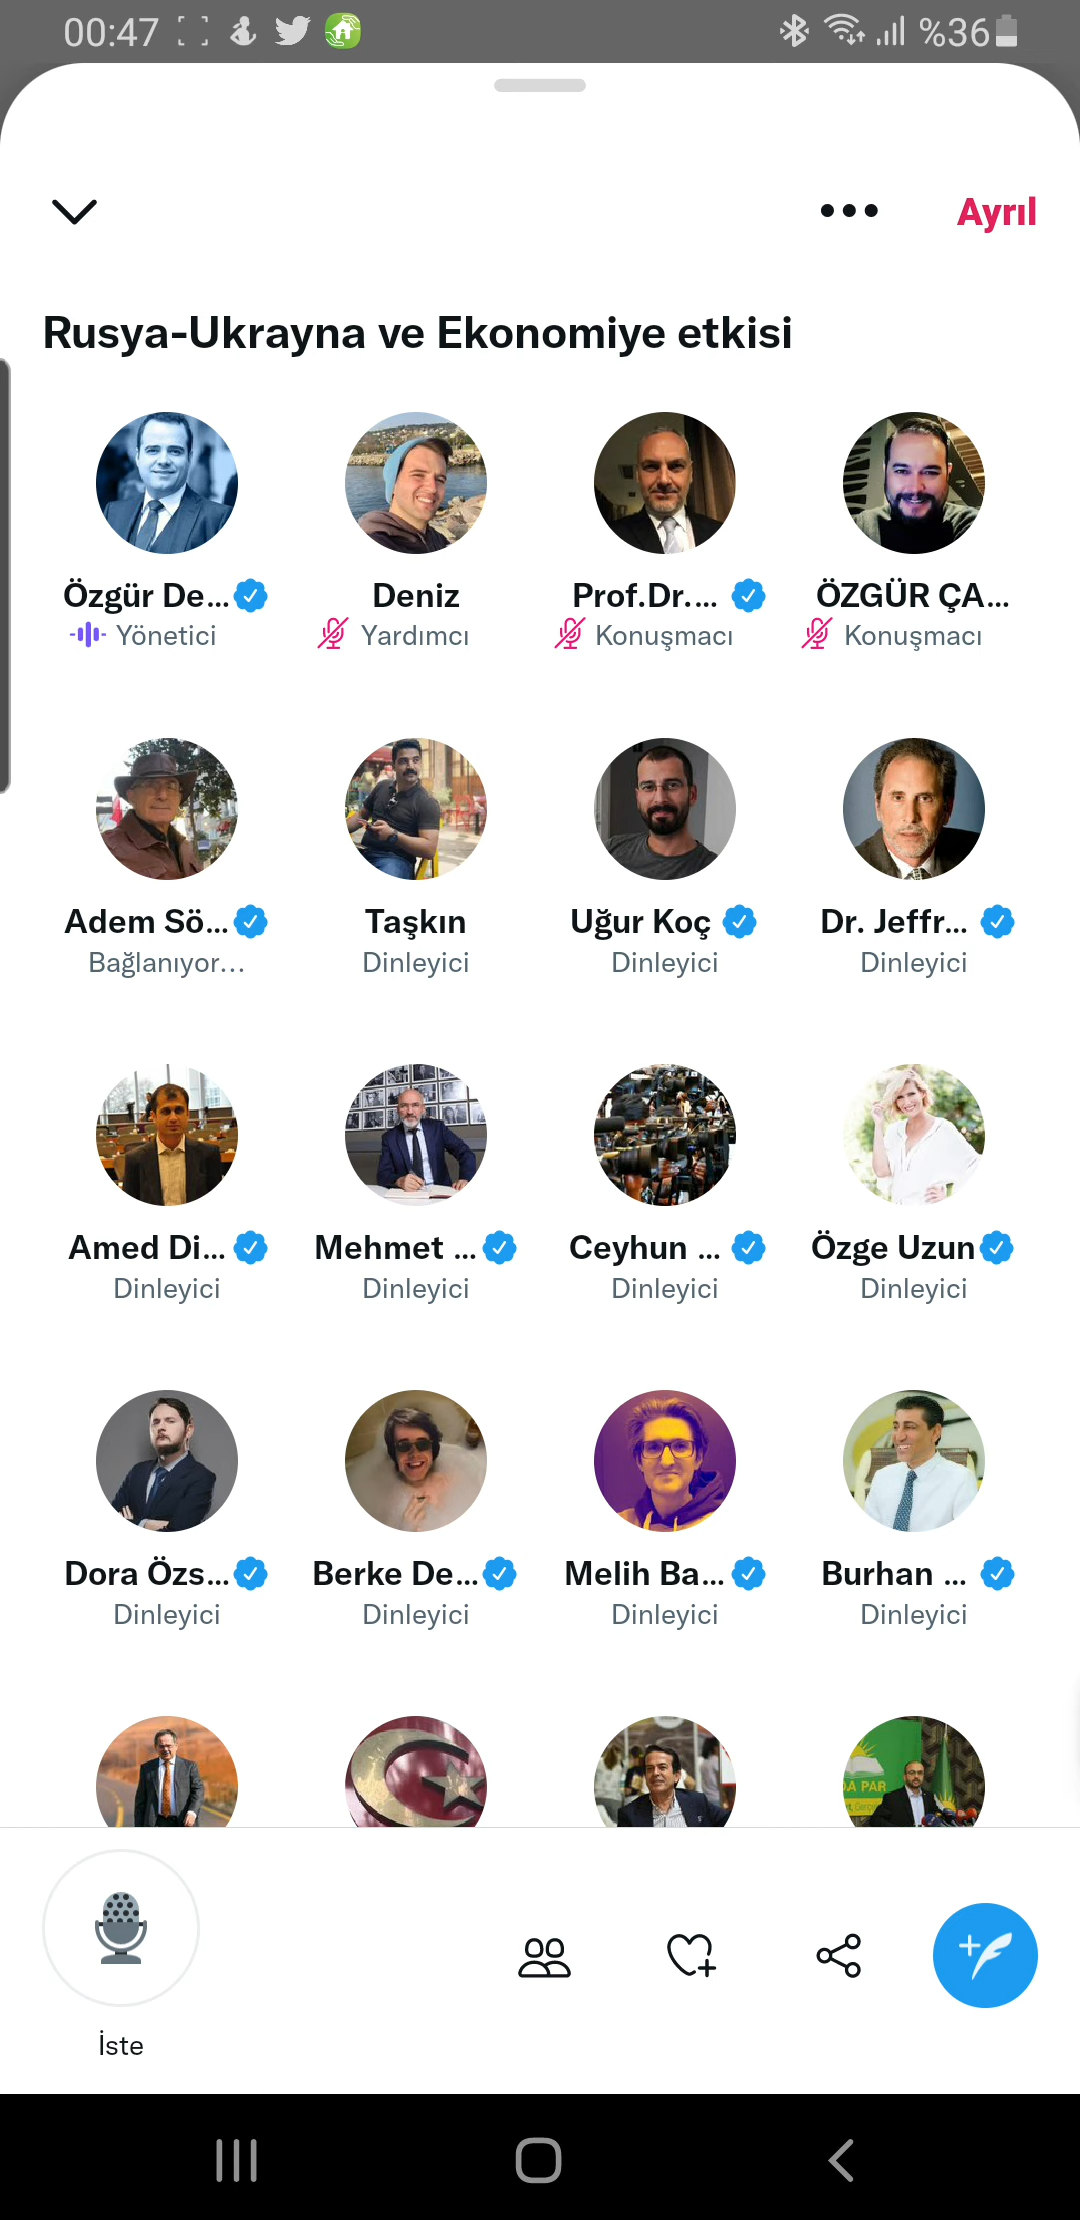 00:47 %36
Ayrıl
Rusya-Ukrayna ve Ekonomiye etkisi
Özgür De... Deniz Prof.Dr.... ÖZGÜR ÇA...
Yönetici Yardımcı Konuşmacı Konuşmacı
Adem Sö... Taşkın Uğur Koç Dr. Jeffr...
Bağlanıyor... Dinleyici Dinleyici Dinleyici
Amed Di... Mehmet ... Ceyhun ... Özge Uzun
Dinleyici Dinleyici Dinleyici Dinleyici
Dora Özs... Berke De... Melih Ba... Burhan ...
Dinleyici Dinleyici Dinleyici Dinleyici
DA PAR
İste